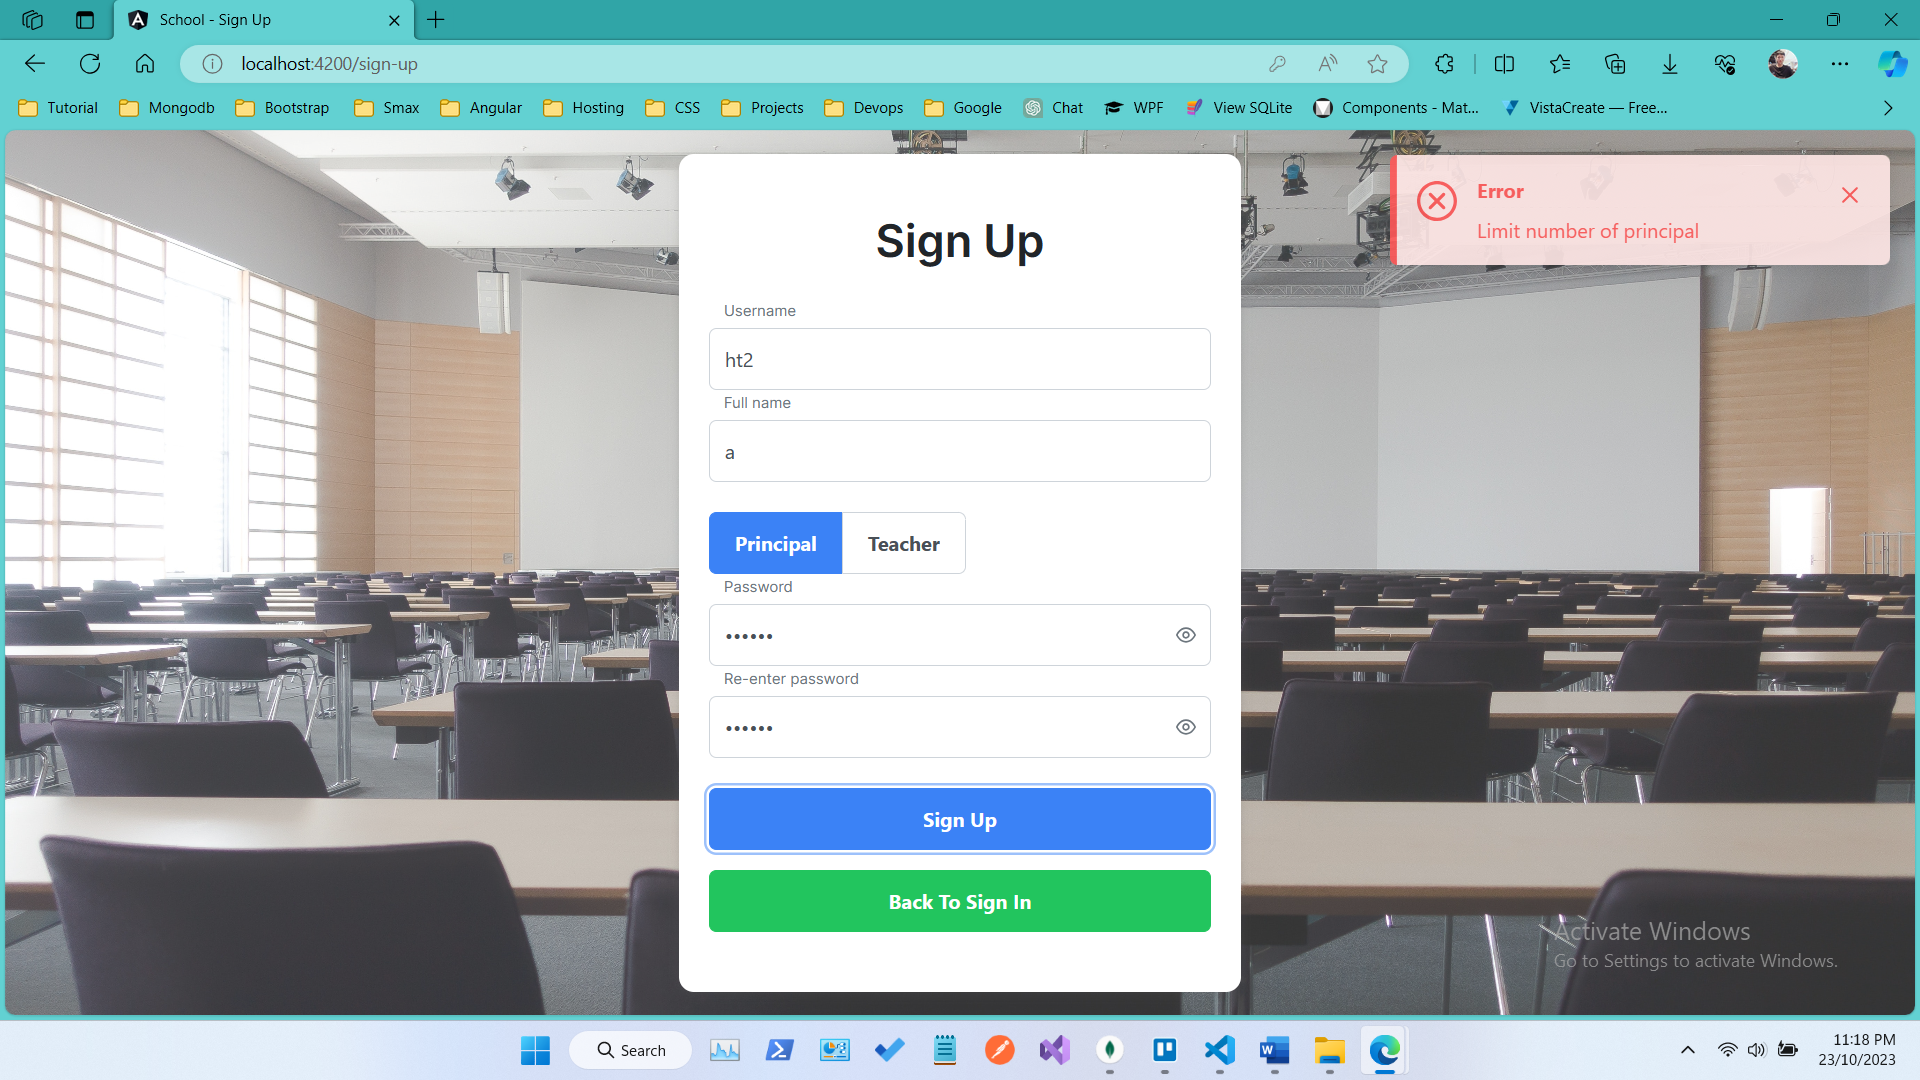 School - Sign Up
localhost:4200/sign-up
Tutorial Mongodb Bootstrap Smax Angular Hosting CSS Projects Devops Google Chat WPF View SQLite Components - Mat... VistaCreate — Free...
Error
Limit number of principal
Sign Up
Username
ht2
Full name
a
Principal Teacher
Password
••••••
Re-enter password
••••••
Sign Up
Back To Sign In
Activate Windows
Go to Settings to activate Windows.
Search
11:18 PM
23/10/2023